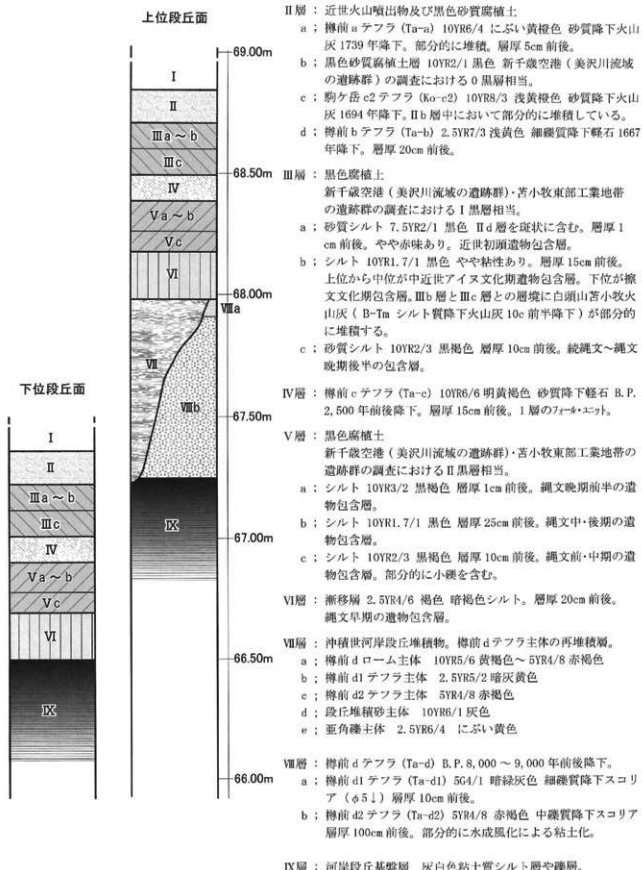 上位段丘面
69.00m
68.50m
68.00m
67.50m
67.00m
66.50m
66.00m
I
II
IIIa～b
IIIc
IV
Va～b
Vc
VI
VII
VIIIa
VIIIb
IX
下位段丘面
I
II
IIIa～b
IIIc
IV
Va～b
Vc
VI
IX
II層：近世火山噴出物及び黒色砂質腐植土
a；樽前aテフラ(Ta-a) 10YR6/4 にぶい黄橙色 砂質降下火山
灰1739年降下。部分的に堆積。層厚5cm前後。
b；黒色砂質腐植土層 10YR2/1 黒色 新千歳空港(美沢川流域
の遺跡群)の調査における0黒層相当。
c；駒ケ岳c2テフラ(Ko-c2) 10YR8/3 浅黄橙色 砂質降下火山
灰1694年降下。IIb層中において部分的に堆積している。
d；樽前bテフラ(Ta-b) 2.5YR7/3 浅黄色 細礫質降下軽石1667
年降下。層厚20cm前後。
III層：黒色腐植土
新千歳空港(美沢川流域の遺跡群)・苫小牧東部工業地帯
の遺跡群の調査におけるI黒層相当。
a；砂質シルト 7.5YR2/1 黒色 IId層を斑状に含む。層厚1
cm前後。やや赤味あり。近世初頭遺物包含層。
b；シルト 10YR1.7/1 黒色 やや粘性あり。層厚15cm前後。
上位から中位が中近世アイヌ文化期遺物包含層。下位が擦
文文化期包含層。IIIb層とIIIc層との層境に白頭山苫小牧火
山灰(B-Tm シルト質降下火山灰10c前半降下)が部分的
に堆積する。
c；砂質シルト 10YR2/3 黒褐色 層厚10cm前後。続縄文～縄文
晩期後半の包含層。
IV層：樽前cテフラ(Ta-c) 10YR6/6 明黄褐色 砂質降下軽石 B.P.
2,500年前後降下。層厚15cm前後。1層のフォール・ユニット。
V層：黒色腐植土
新千歳空港(美沢川流域の遺跡群)・苫小牧東部工業地帯の
遺跡群の調査におけるII黒層相当。
a；シルト 10YR3/2 黒褐色 層厚1cm前後。縄文晩期前半の遺
物包含層。
b；シルト 10YR1.7/1 黒色 層厚25cm前後。縄文中・後期の遺
物包含層。
c；シルト 10YR2/3 黒褐色 層厚10cm前後。縄文前・中期の遺
物包含層。部分的に小礫を含む。
VI層：漸移層 2.5YR4/6 褐色 暗褐色シルト。層厚20cm前後。
縄文早期の遺物包含層。
VII層：沖積世河岸段丘堆積物。樽前dテフラ主体の再堆積層。
a；樽前dローム主体 10YR5/6 黄褐色～5YR4/8 赤褐色
b；樽前d1テフラ主体 2.5YR5/2 暗灰黄色
c；樽前d2テフラ主体 5YR4/8 赤褐色
d；段丘堆積砂主体 10YR6/1 灰色
e；亜角礫主体 2.5YR6/4 にぶい黄色
VIII層：樽前dテフラ(Ta-d) B.P.8,000～9,000年前後降下。
a；樽前d1テフラ(Ta-d1) 5G4/1 暗緑灰色 細礫質降下スコリ
ア(φ5↓) 層厚10cm前後。
b；樽前d2テフラ(Ta-d2) 5YR4/8 赤褐色 中礫質降下スコリア
層厚100cm前後。部分的に水成風化による粘土化。
IX層：河岸段丘基盤層 灰白色粘土質シルト層や礫層。